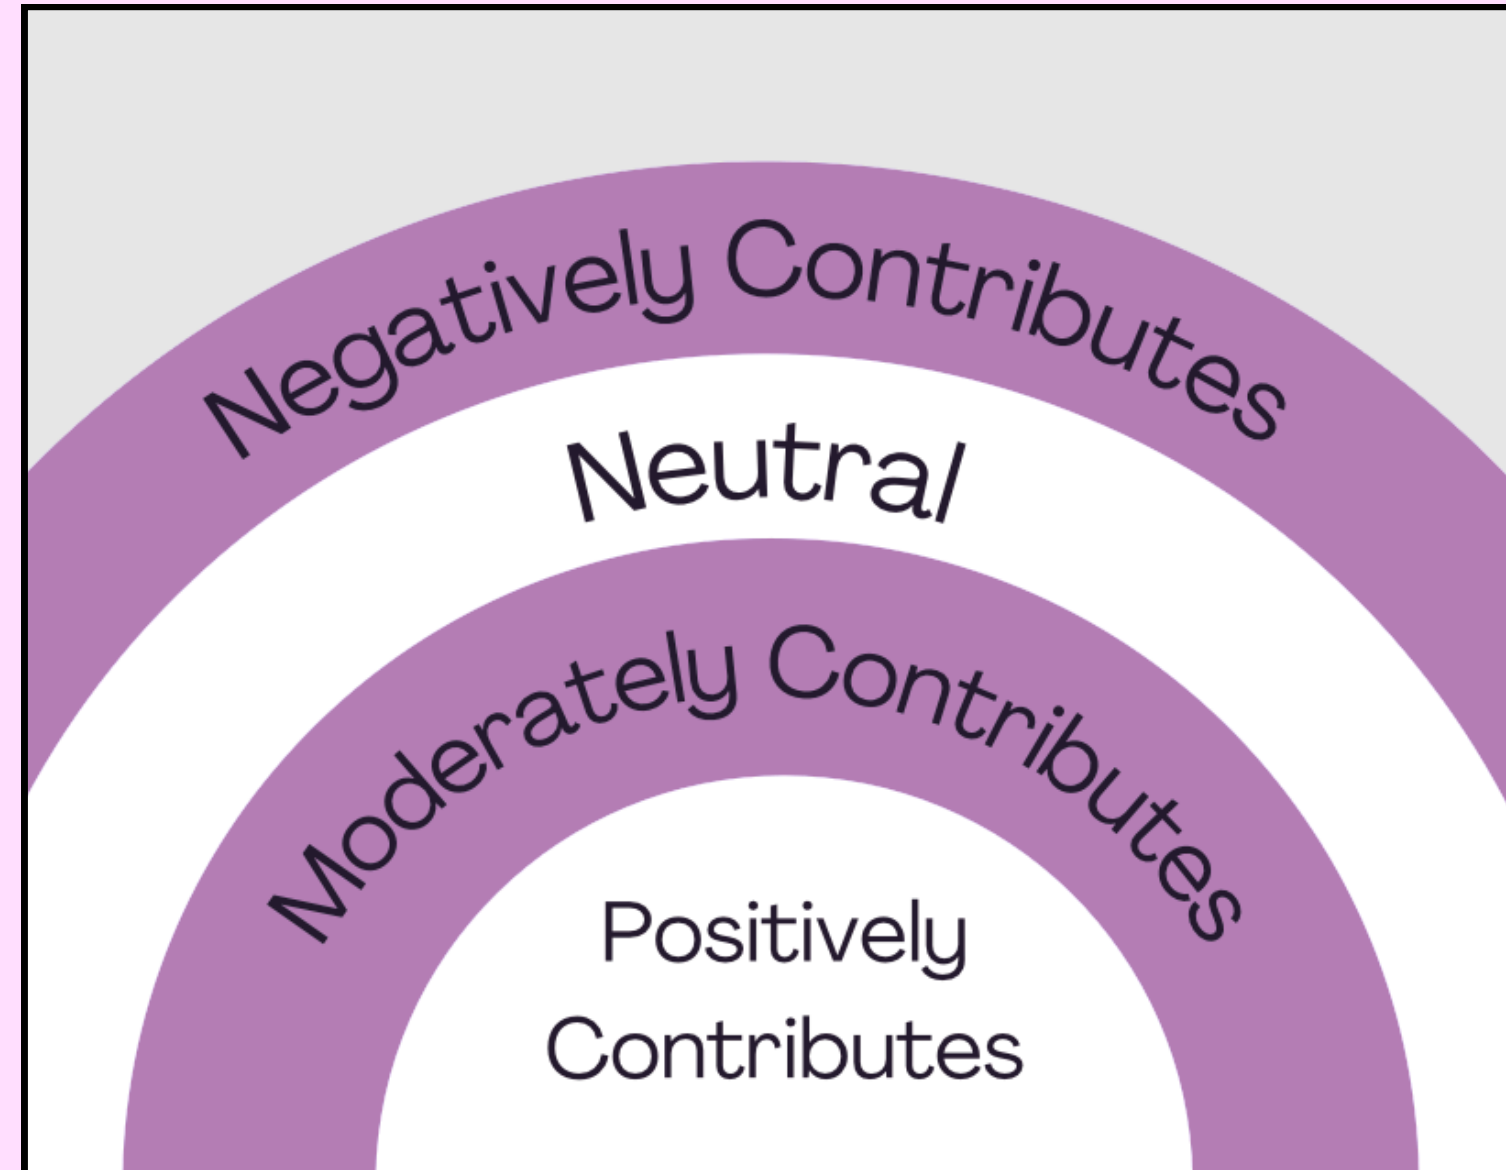 Negatively Contributes
Neutral
Moderately Contributes
Positively
Contributes